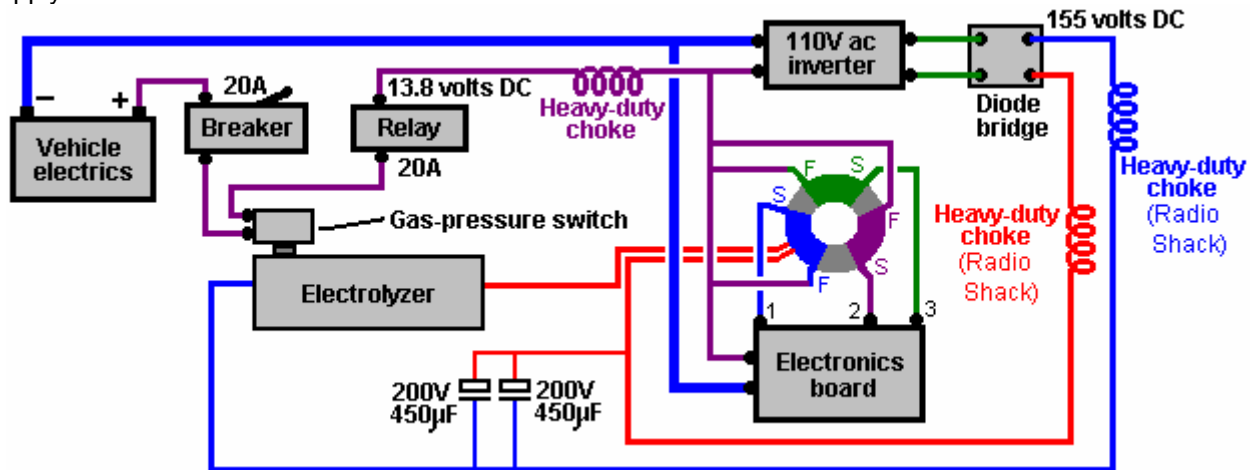 155 volts DC
110V ac
inverter
Diode
bridge
−
+
20A
Breaker
13.8 volts DC
Relay
20A
Heavy-duty
choke
Vehicle
electrics
Gas-pressure switch
Electrolyzer
F
S
S
F
S
F
1
2
3
Electronics
board
Heavy-duty
choke
(Radio
Shack)
Heavy-duty
choke
(Radio
Shack)
200V
450µF
200V
450µF